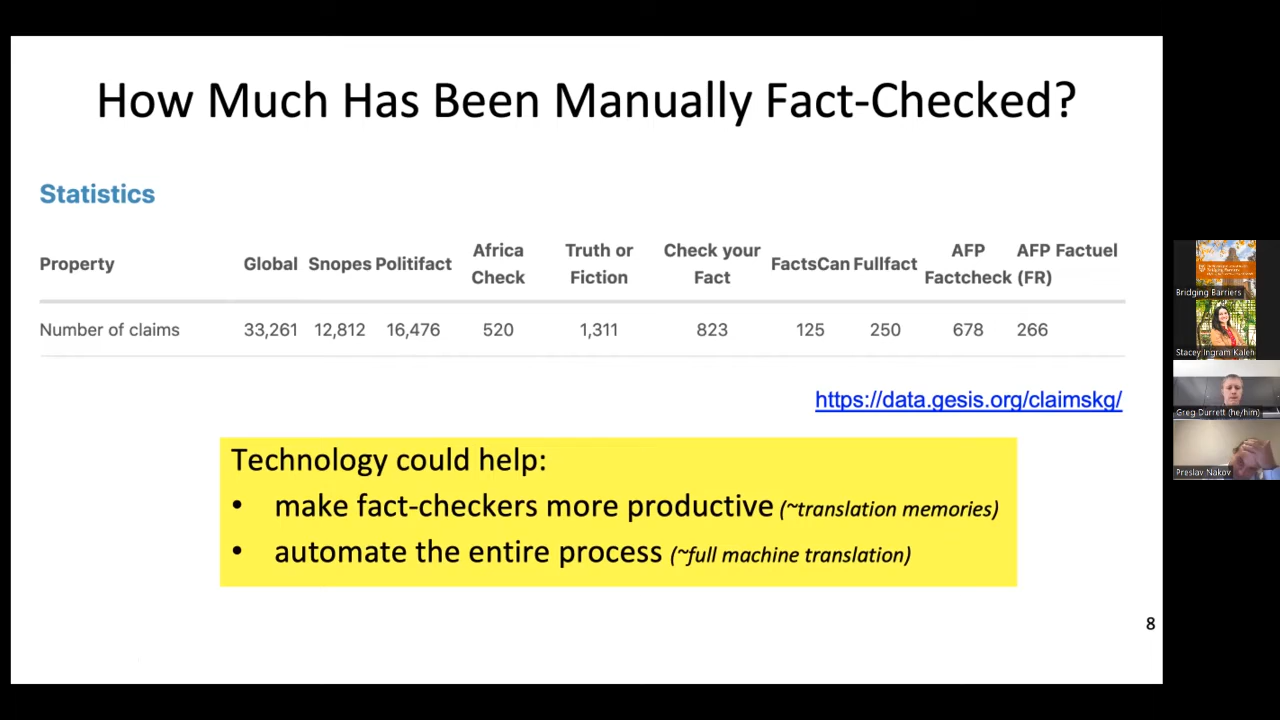 How Much Has Been Manually Fact-Checked?
Statistics
Property Global Snopes Politifact Africa Check Truth or Fiction Check your Fact FactsCan Fullfact AFP Factcheck AFP Factuel (FR)
Number of claims 33,261 12,812 16,476 520 1,311 823 125 250 678 266
https://data.gesis.org/claimskg/
Technology could help:
• make fact-checkers more productive (~translation memories)
• automate the entire process (~full machine translation)
8
Bridging Barriers
Stacey Ingram Kaleh
Greg Durrett (he/him)
Preslav Nakov